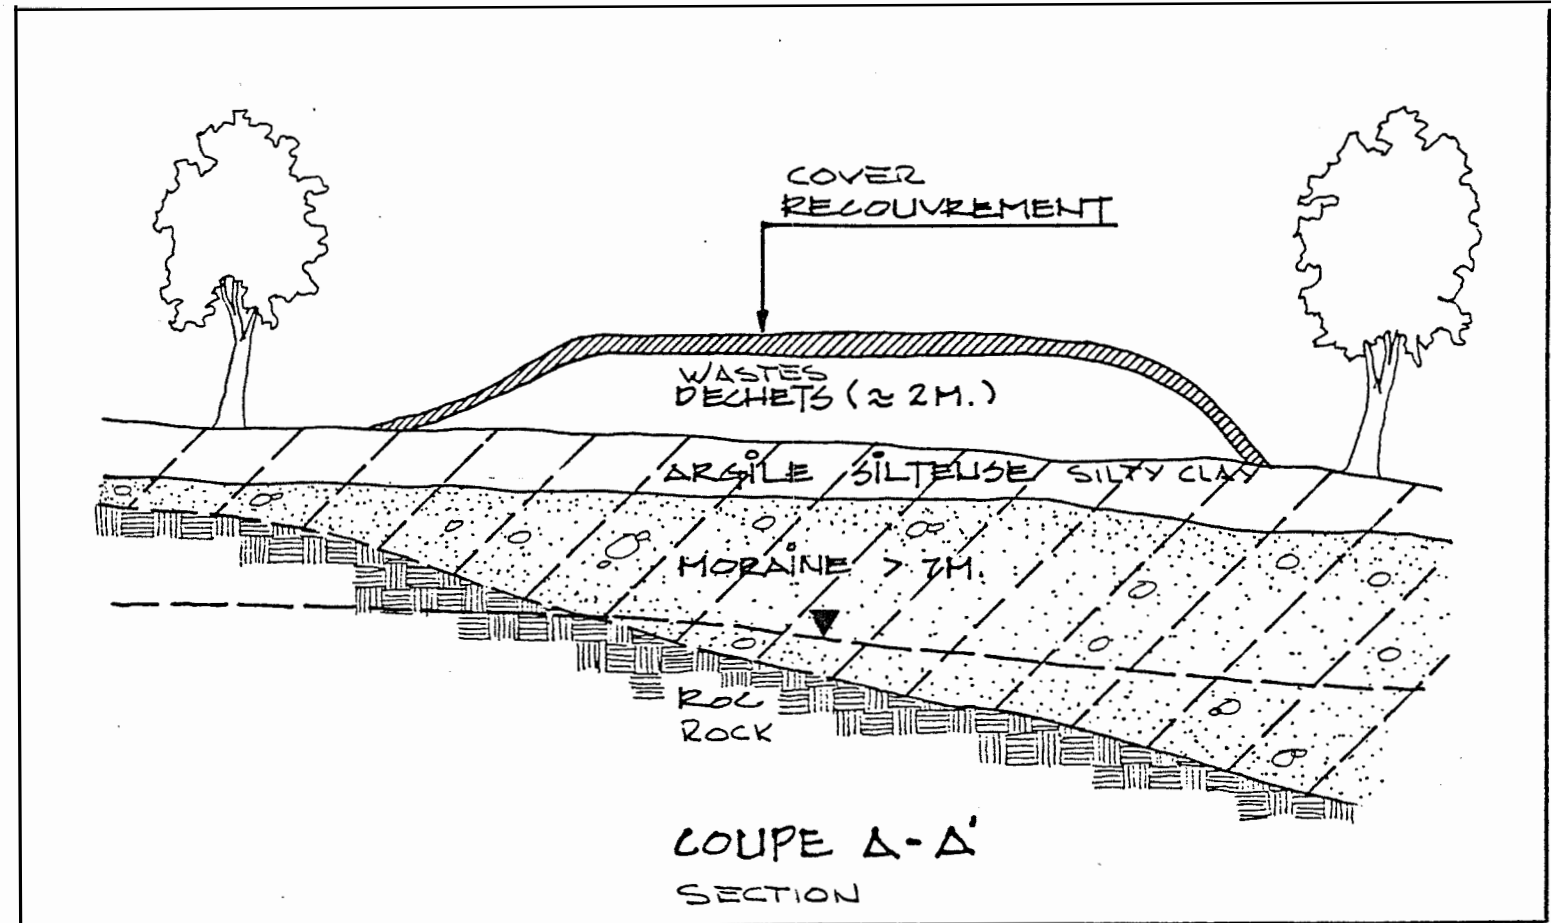 COVER
RECOUVREMENT
WASTES
DECHETS (≈ 2M.)
ARGILE SILTEUSE SILTY CLAY
MORAINE > 7M.
ROC
ROCK
COUPE A-A'
SECTION